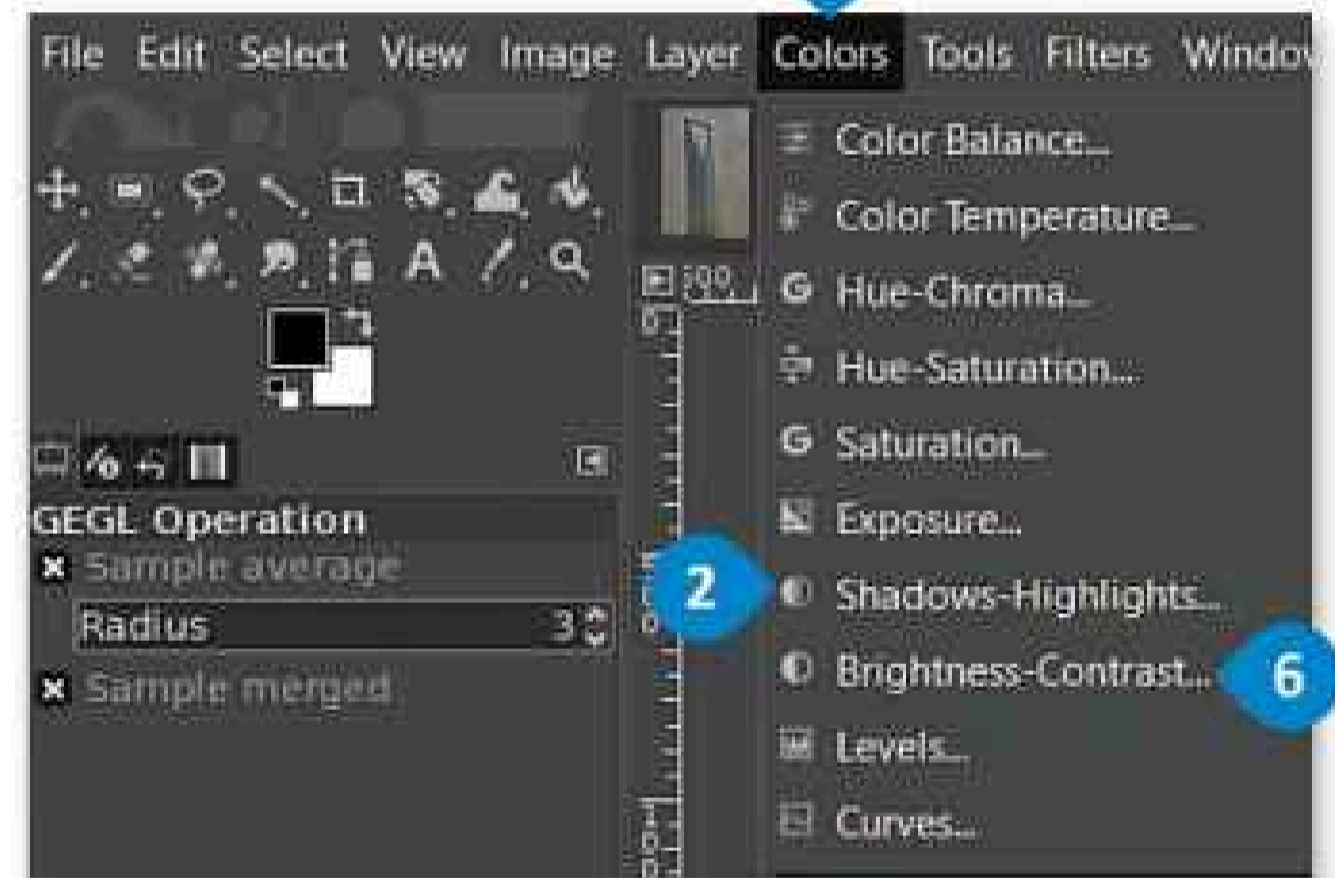 File Edit Select View Image Layer Colors Tools Filters Window
Color Balance...
Color Temperature...
Hue-Chroma...
Hue-Saturation...
Saturation...
Exposure...
2 Shadows-Highlights...
Brightness-Contrast... 6
Levels...
Curves...
GEGL Operation
Sample average
Radius 3
Sample merged